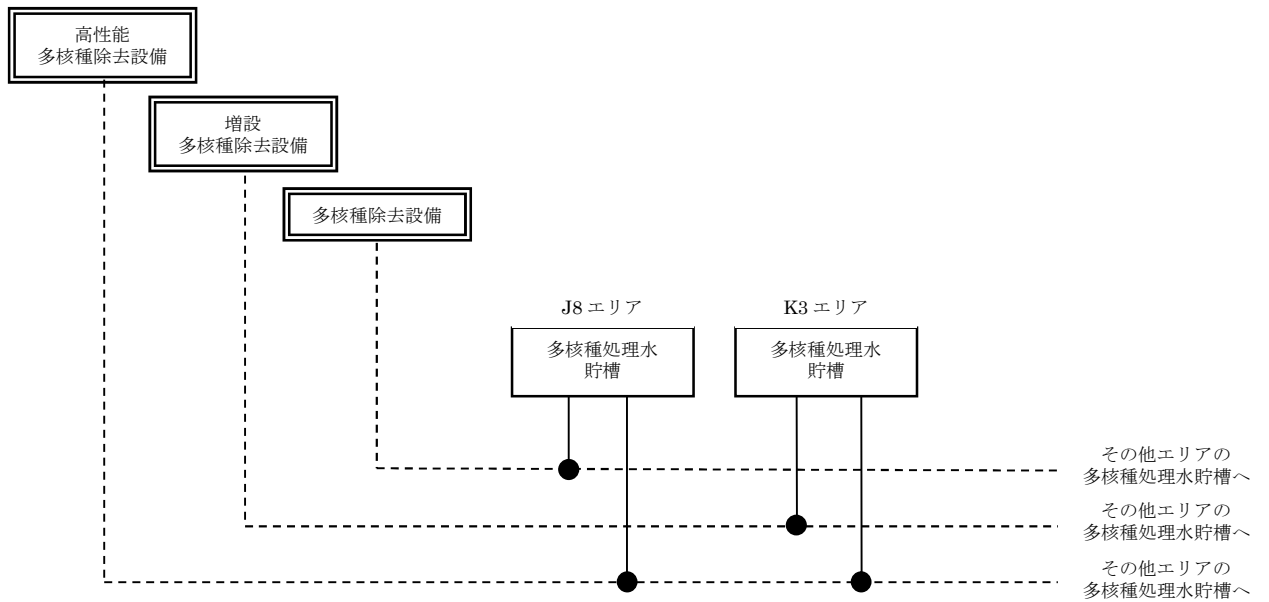 高性能
多核種除去設備
増設
多核種除去設備
多核種除去設備
J8 エリア
K3 エリア
多核種処理水
貯槽
多核種処理水
貯槽
その他エリアの
多核種処理水貯槽へ
その他エリアの
多核種処理水貯槽へ
その他エリアの
多核種処理水貯槽へ